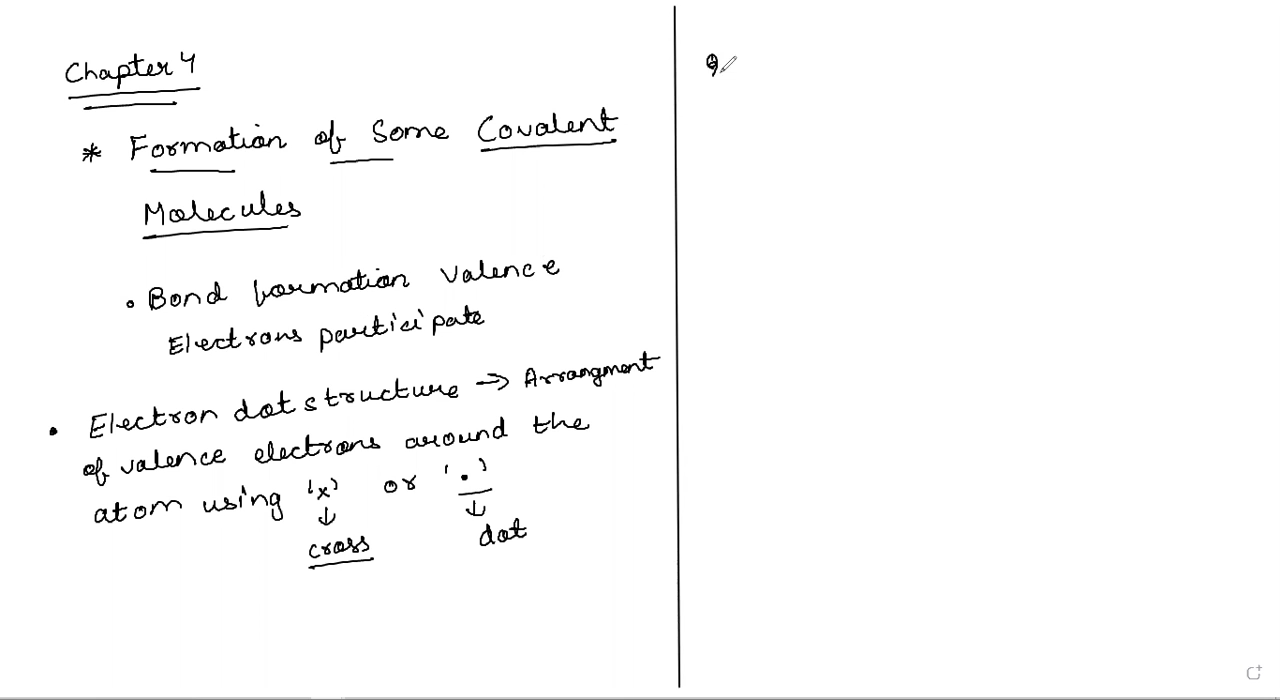 Chapter 4
* Formation of Some Covalent
Molecules
• Bond formation valence
Electrons participate
• Electron dot structure → Arrangment
of valence electrons around the
atom using 'x' or '•'
↓ ↓
cross dot